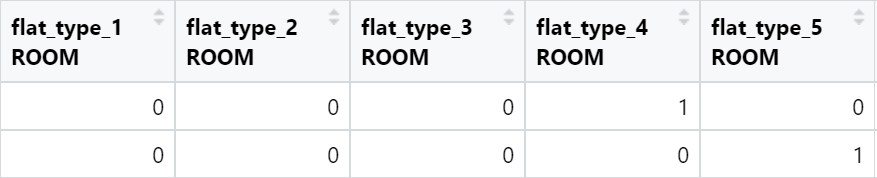 flat_type_1 flat_type_2 flat_type_3 flat_type_4 flat_type_5
ROOM ROOM ROOM ROOM ROOM
0 0 0 1 0
0 0 0 0 1